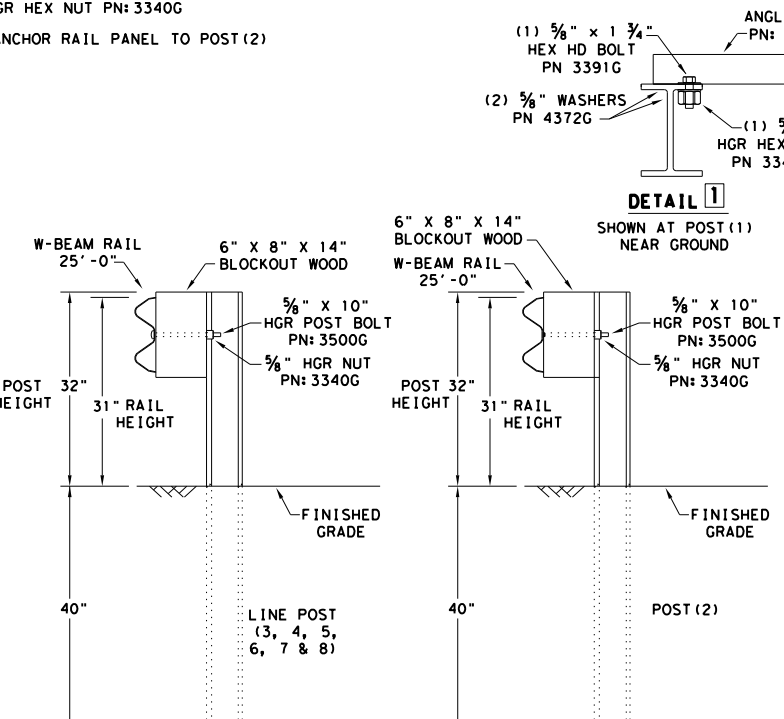 GR HEX NUT PN:3340G
ANCHOR RAIL PANEL TO POST(2)
ANGL
PN:
(1) ⅝" x 1 ¾"
HEX HD BOLT
PN 3391G
(2) ⅝" WASHERS
PN 4372G
(1) 5
HGR HEX
PN 334
DETAIL 1
SHOWN AT POST(1)
NEAR GROUND
W-BEAM RAIL
25'-0"
6" X 8" X 14"
BLOCKOUT WOOD
⅝" X 10"
HGR POST BOLT
PN:3500G
⅝" HGR NUT
PN:3340G
POST 32"
HEIGHT
31" RAIL
HEIGHT
FINISHED
GRADE
40"
LINE POST
(3, 4, 5,
6, 7 & 8)
6" X 8" X 14"
BLOCKOUT WOOD
W-BEAM RAIL
25'-0"
⅝" X 10"
HGR POST BOLT
PN:3500G
⅝" HGR NUT
PN:3340G
POST 32"
HEIGHT
31" RAIL
HEIGHT
FINISHED
GRADE
40"
POST(2)